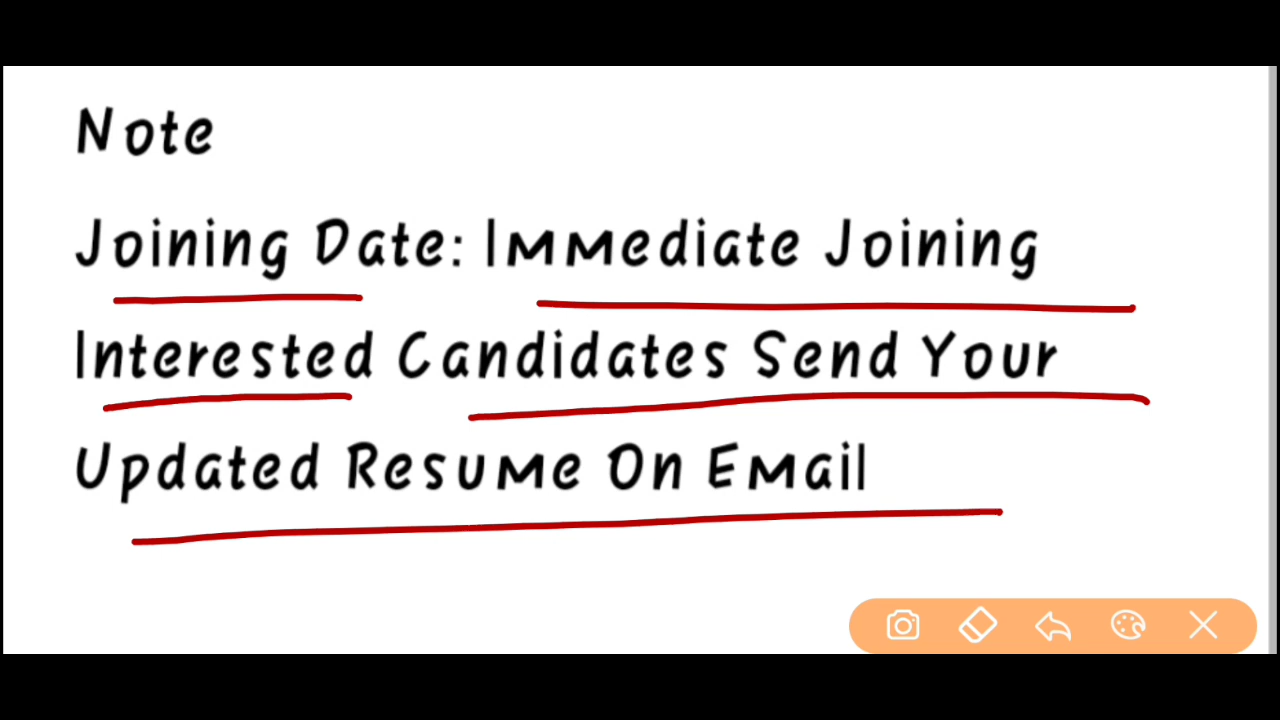 Note
Joining Date: Immediate Joining
Interested Candidates Send Your
Updated Resume On Email